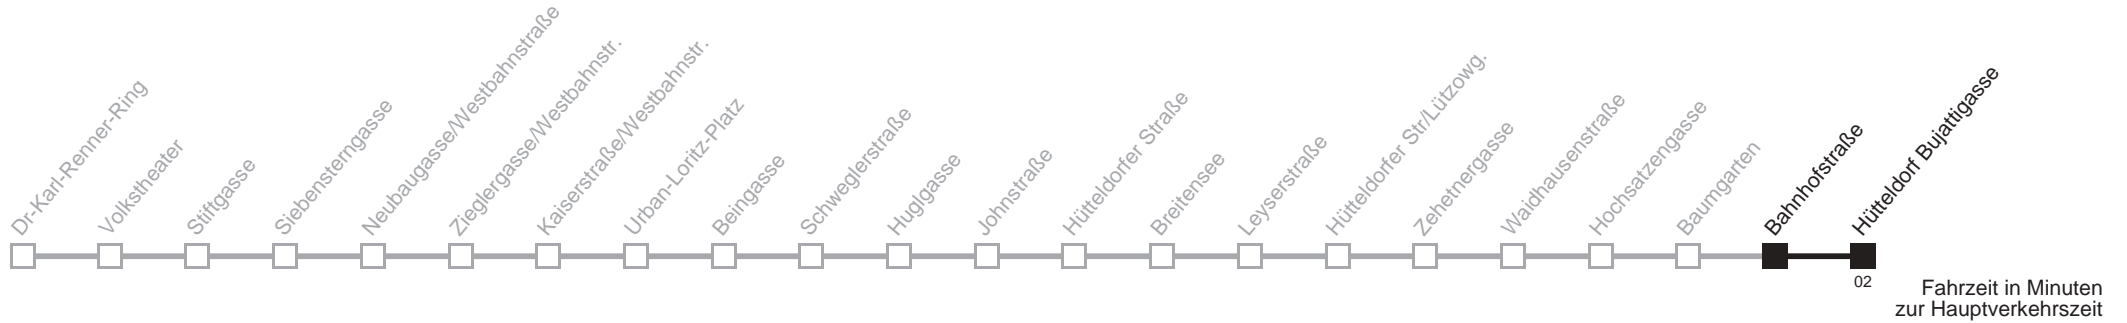 Dr-Karl-Renner-Ring
Volkstheater
Stiftgasse
Siebensterngasse
Neubaugasse/Westbahnstraße
Zieglergasse/Westbahnstr.
Kaiserstraße/Westbahnstr.
Urban-Loritz-Platz
Beingasse
Schweglerstraße
Huglgasse
Johnstraße
Hütteldorfer Straße
Breitensee
Leyserstraße
Hütteldorfer Str/Lützowg.
Zehetnergasse
Waidhausenstraße
Hochsatzengasse
Baumgarten
Bahnhofstraße
Hütteldorf Bujattigasse
02
Fahrzeit in Minuten
zur Hauptverkehrszeit